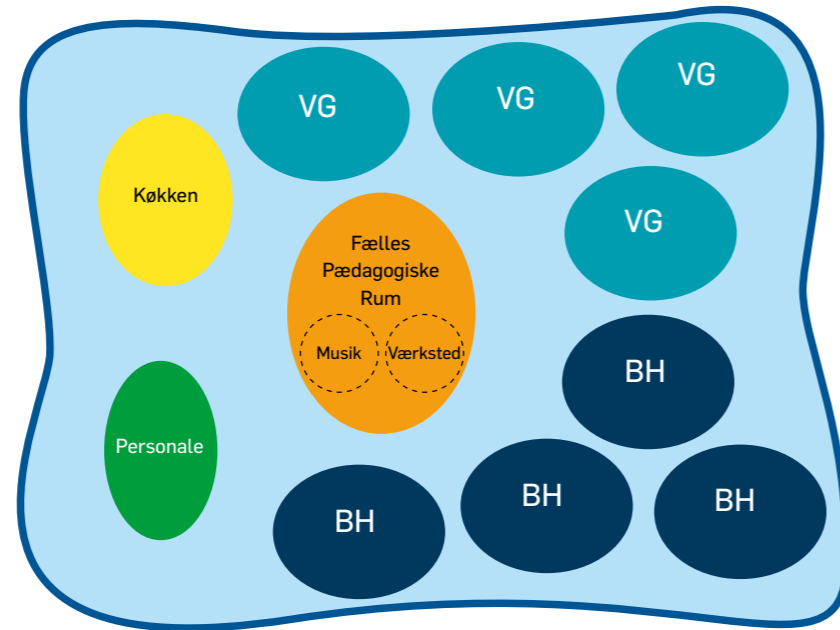 VG
VG
VG
Køkken
VG
Fælles
Pædagogiske
Rum
Musik
Værksted
BH
Personale
BH
BH
BH